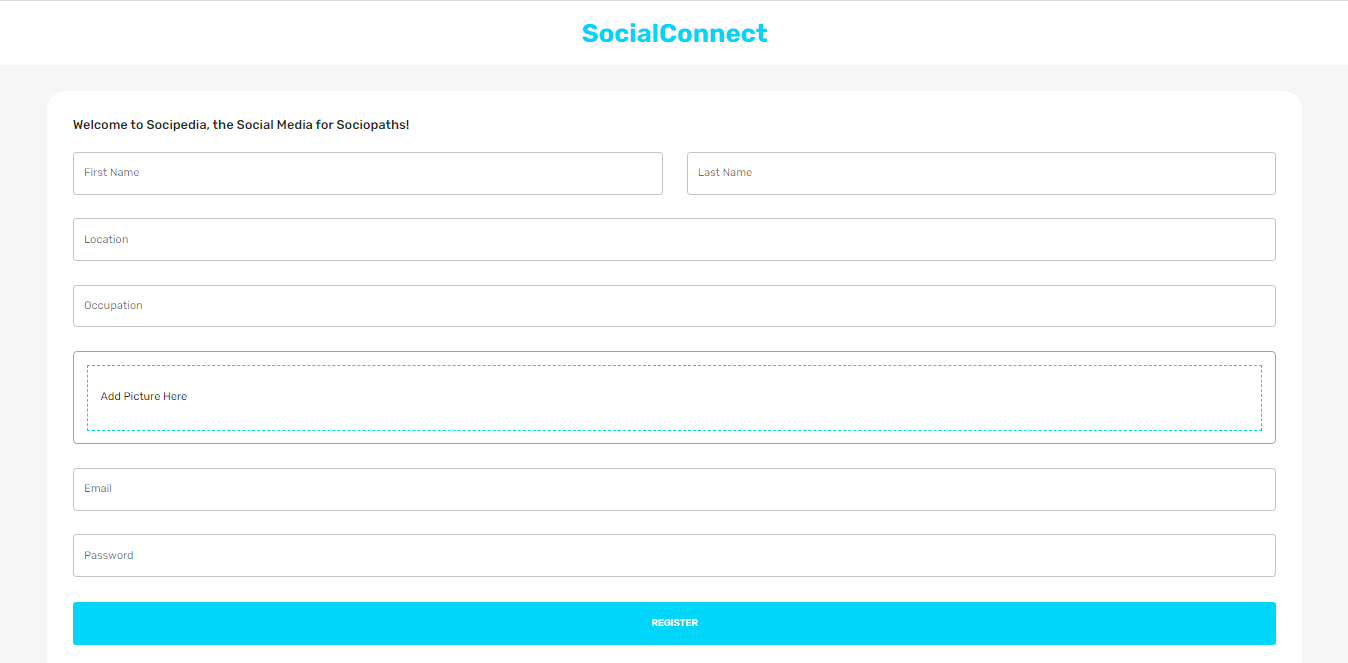 SocialConnect
Welcome to Socipedia, the Social Media for Sociopaths!
First Name
Last Name
Location
Occupation
Add Picture Here
Email
Password
REGISTER